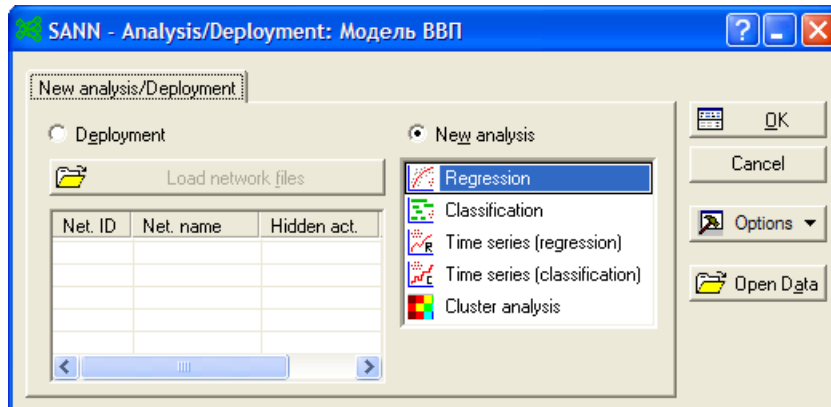 SANN - Analysis/Deployment: Модель ВВП
New analysis/Deployment
Deployment
Load network files
Net. ID Net. name Hidden act.
New analysis
Regression
Classification
Time series (regression)
Time series (classification)
Cluster analysis
OK
Cancel
Options
Open Data